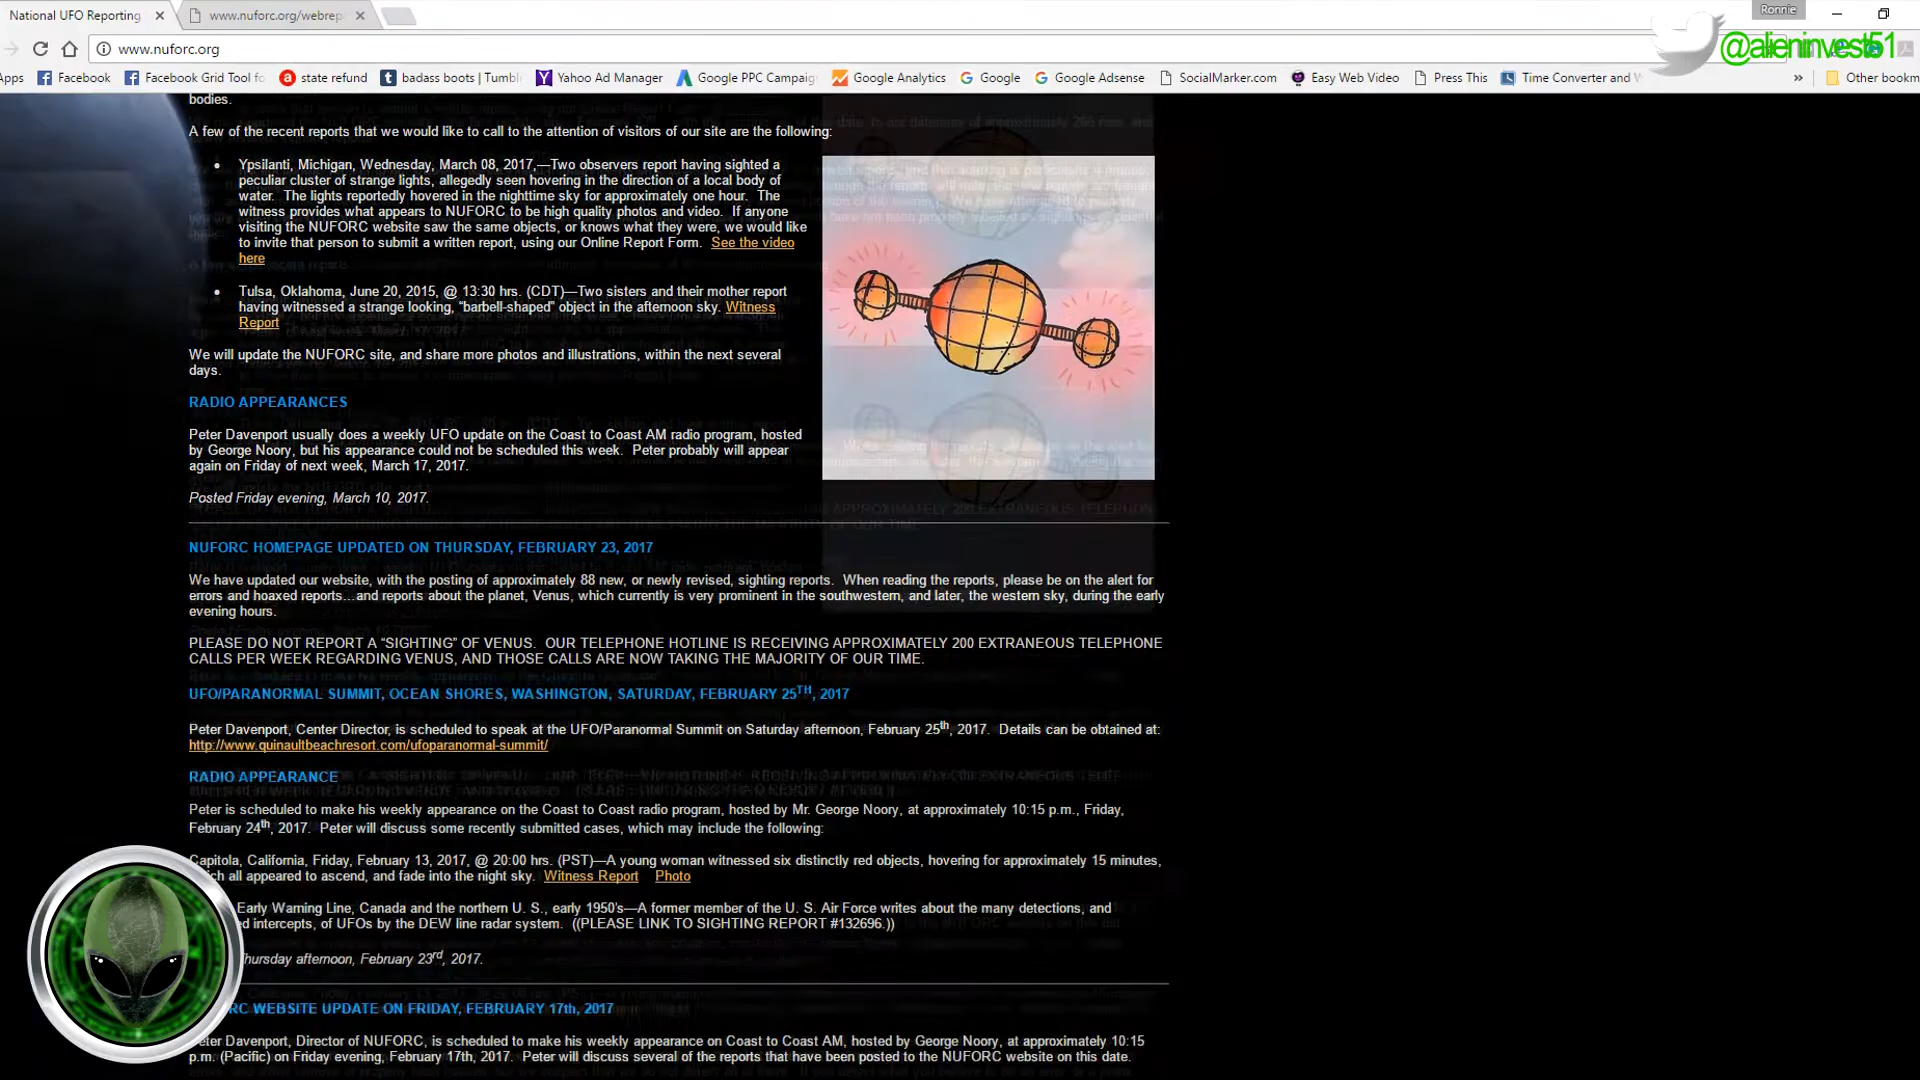 National UFO Reporting
www.nuforc.org/webrep
Ronnie
www.nuforc.org
@alieninvest51
Apps
Facebook
Facebook Grid Tool fo
state refund
badass boots | Tumbl
Yahoo Ad Manager
Google PPC Campaig
Google Analytics
Google
Google Adsense
SocialMarker.com
Easy Web Video
Press This
Time Converter and W
»
Other bookm
bodies.
A few of the recent reports that we would like to call to the attention of visitors of our site are the following:
Ypsilanti, Michigan, Wednesday, March 08, 2017,—Two observers report having sighted a
peculiar cluster of strange lights, allegedly seen hovering in the direction of a local body of
water. The lights reportedly hovered in the nighttime sky for approximately one hour. The
witness provides what appears to NUFORC to be high quality photos and video. If anyone
visiting the NUFORC website saw the same objects, or knows what they were, we would like
to invite that person to submit a written report, using our Online Report Form. See the video
here
Tulsa, Oklahoma, June 20, 2015, @ 13:30 hrs. (CDT)—Two sisters and their mother report
having witnessed a strange looking, “barbell-shaped” object in the afternoon sky. Witness
Report
We will update the NUFORC site, and share more photos and illustrations, within the next several
days.
RADIO APPEARANCES
Peter Davenport usually does a weekly UFO update on the Coast to Coast AM radio program, hosted
by George Noory, but his appearance could not be scheduled this week. Peter probably will appear
again on Friday of next week, March 17, 2017.
Posted Friday evening, March 10, 2017.
NUFORC HOMEPAGE UPDATED ON THURSDAY, FEBRUARY 23, 2017
We have updated our website, with the posting of approximately 88 new, or newly revised, sighting reports. When reading the reports, please be on the alert for
errors and hoaxed reports…and reports about the planet, Venus, which currently is very prominent in the southwestern, and later, the western sky, during the early
evening hours.
PLEASE DO NOT REPORT A “SIGHTING” OF VENUS. OUR TELEPHONE HOTLINE IS RECEIVING APPROXIMATELY 200 EXTRANEOUS TELEPHONE
CALLS PER WEEK REGARDING VENUS, AND THOSE CALLS ARE NOW TAKING THE MAJORITY OF OUR TIME.
UFO/PARANORMAL SUMMIT, OCEAN SHORES, WASHINGTON, SATURDAY, FEBRUARY 25TH, 2017
Peter Davenport, Center Director, is scheduled to speak at the UFO/Paranormal Summit on Saturday afternoon, February 25th, 2017. Details can be obtained at:
http://www.quinaultbeachresort.com/ufoparanormal-summit/
RADIO APPEARANCE
Peter is scheduled to make his weekly appearance on the Coast to Coast radio program, hosted by Mr. George Noory, at approximately 10:15 p.m., Friday,
February 24th, 2017. Peter will discuss some recently submitted cases, which may include the following:
Capitola, California, Friday, February 13, 2017, @ 20:00 hrs. (PST)—A young woman witnessed six distinctly red objects, hovering for approximately 15 minutes,
ch all appeared to ascend, and fade into the night sky. Witness Report Photo
Early Warning Line, Canada and the northern U. S., early 1950's—A former member of the U. S. Air Force writes about the many detections, and
d intercepts, of UFOs by the DEW line radar system. ((PLEASE LINK TO SIGHTING REPORT #132696.))
hursday afternoon, February 23rd, 2017.
RC WEBSITE UPDATE ON FRIDAY, FEBRUARY 17th, 2017
Peter Davenport, Director of NUFORC, is scheduled to make his weekly appearance on Coast to Coast AM, hosted by George Noory, at approximately 10:15
p.m. (Pacific) on Friday evening, February 17th, 2017. Peter will discuss several of the reports that have been posted to the NUFORC website on this date.